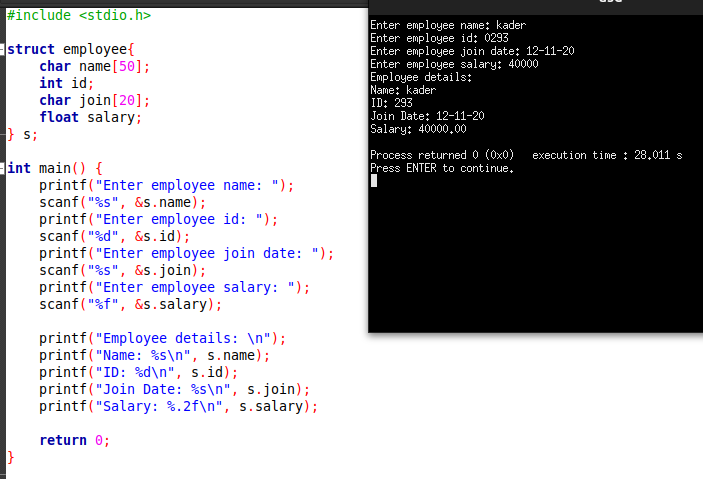 #include <stdio.h>

struct employee{
    char name[50];
    int id;
    char join[20];
    float salary;
} s;

int main() {
    printf("Enter employee name: ");
    scanf("%s", &s.name);
    printf("Enter employee id: ");
    scanf("%d", &s.id);
    printf("Enter employee join date: ");
    scanf("%s", &s.join);
    printf("Enter employee salary: ");
    scanf("%f", &s.salary);

    printf("Employee details: \n");
    printf("Name: %s\n", s.name);
    printf("ID: %d\n", s.id);
    printf("Join Date: %s\n", s.join);
    printf("Salary: %.2f\n", s.salary);

    return 0;
}
Enter employee name: kader
Enter employee id: 0293
Enter employee join date: 12-11-20
Enter employee salary: 40000
Employee details:
Name: kader
ID: 293
Join Date: 12-11-20
Salary: 40000.00

Process returned 0 (0x0)   execution time : 28.011 s
Press ENTER to continue.